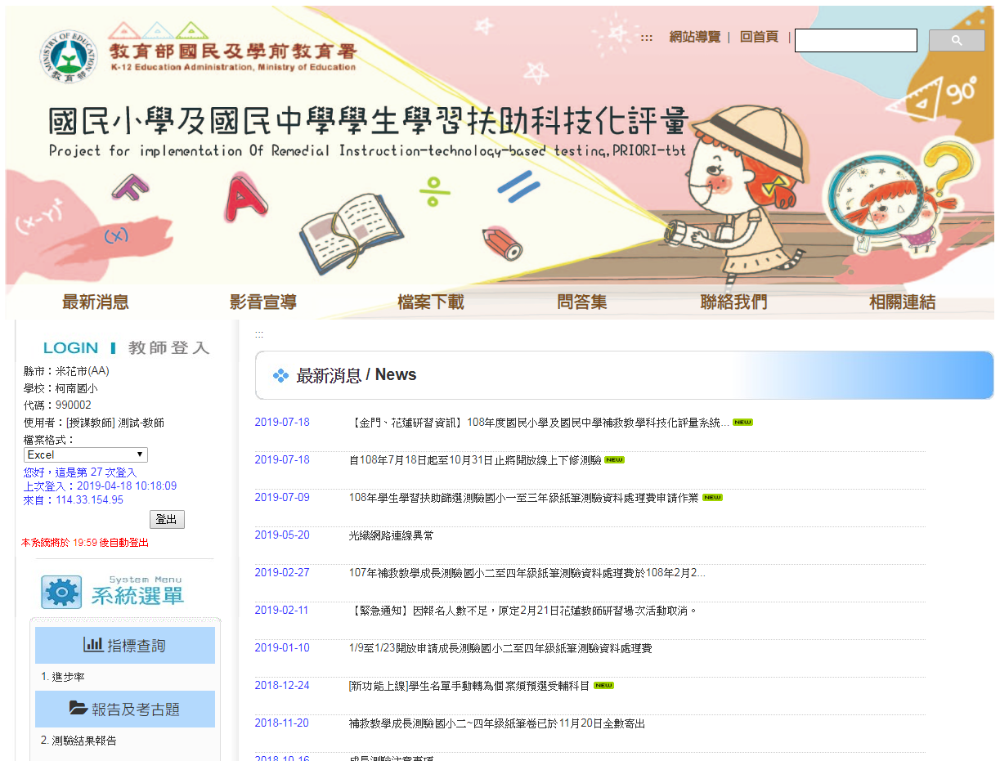 ::: 網站導覽 | 回首頁 |
MINISTRY OF EDUCATION
教育部
教育部國民及學前教育署
K-12 Education Administration, Ministry of Education
90°
國民小學及國民中學學生學習扶助科技化評量
Project for implementation Of Remedial Instruction-technology-based testing,PRIORI-tbt
F
A
÷
?
(x-y)²
(x)
最新消息 影音宣導 檔案下載 問答集 聯絡我們 相關連結
LOGIN 教師登入
縣市：米花市(AA)
學校：柯南國小
代碼：990002
使用者：[授課教師] 測試-教師
檔案格式：
Excel
您好，這是第 27 次登入
上次登入：2019-04-18 10:18:09
來自：114.33.154.95
登出
本系統將於 19:59 後自動登出
System Menu
系統選單
指標查詢
1. 進步率
報告及考古題
2. 測驗結果報告
:::
最新消息 / News
2019-07-18 【金門、花蓮研習資訊】108年度國民小學及國民中學補救教學科技化評量系統... NEW
2019-07-18 自108年7月18日起至10月31日止將開放線上下修測驗 NEW
2019-07-09 108年學生學習扶助篩選測驗國小一至三年級紙筆測驗資料處理費申請作業 NEW
2019-05-20 光纖網路連線異常
2019-02-27 107年補救教學成長測驗國小二至四年級紙筆測驗資料處理費於108年2月2...
2019-02-11 【緊急通知】因報名人數不足，原定2月21日花蓮教師研習場次活動取消。
2019-01-10 1/9至1/23開放申請成長測驗國小二至四年級紙筆測驗資料處理費
2018-12-24 [新功能上線]學生名單手動轉為個案須預選受輔科目 NEW
2018-11-20 補救教學成長測驗國小二~四年級紙筆卷已於11月20日全數寄出
2018-10-16 成長測驗注意事項